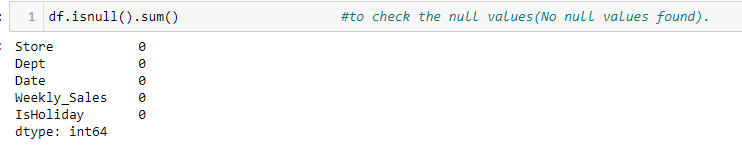 1 df.isnull().sum() #to check the null values(No null values found).
Store 0
Dept 0
Date 0
Weekly_Sales 0
IsHoliday 0
dtype: int64